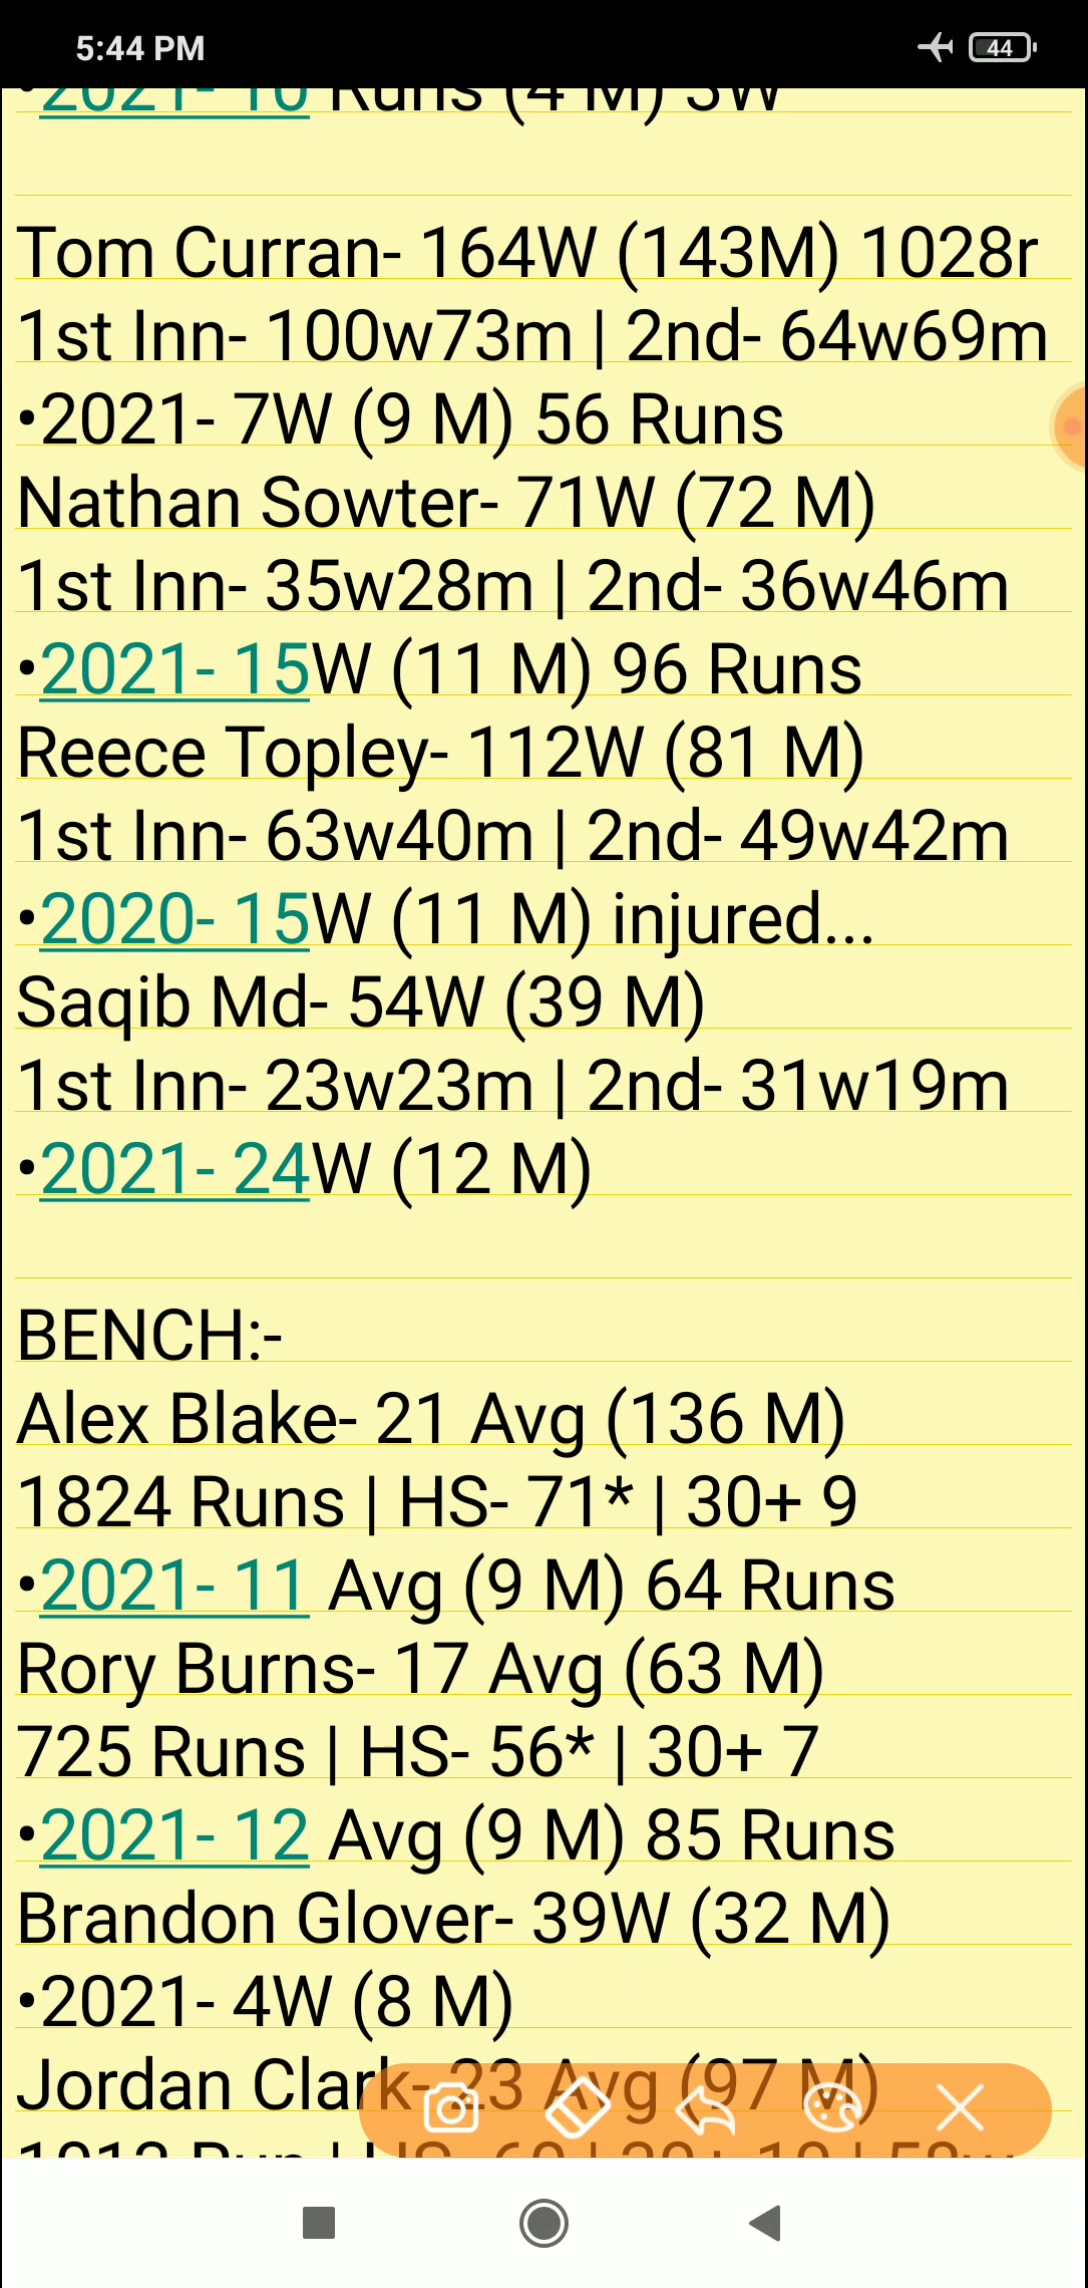 5:44 PM
44
•2021- 10 Runs (4 M) 3W
Tom Curran- 164W (143M) 1028r
1st Inn- 100w73m | 2nd- 64w69m
•2021- 7W (9 M) 56 Runs
Nathan Sowter- 71W (72 M)
1st Inn- 35w28m | 2nd- 36w46m
•2021- 15W (11 M) 96 Runs
Reece Topley- 112W (81 M)
1st Inn- 63w40m | 2nd- 49w42m
•2020- 15W (11 M) injured...
Saqib Md- 54W (39 M)
1st Inn- 23w23m | 2nd- 31w19m
•2021- 24W (12 M)
BENCH:-
Alex Blake- 21 Avg (136 M)
1824 Runs | HS- 71* | 30+ 9
•2021- 11 Avg (9 M) 64 Runs
Rory Burns- 17 Avg (63 M)
725 Runs | HS- 56* | 30+ 7
•2021- 12 Avg (9 M) 85 Runs
Brandon Glover- 39W (32 M)
•2021- 4W (8 M)
Jordan Clark- 23 Avg (97 M)